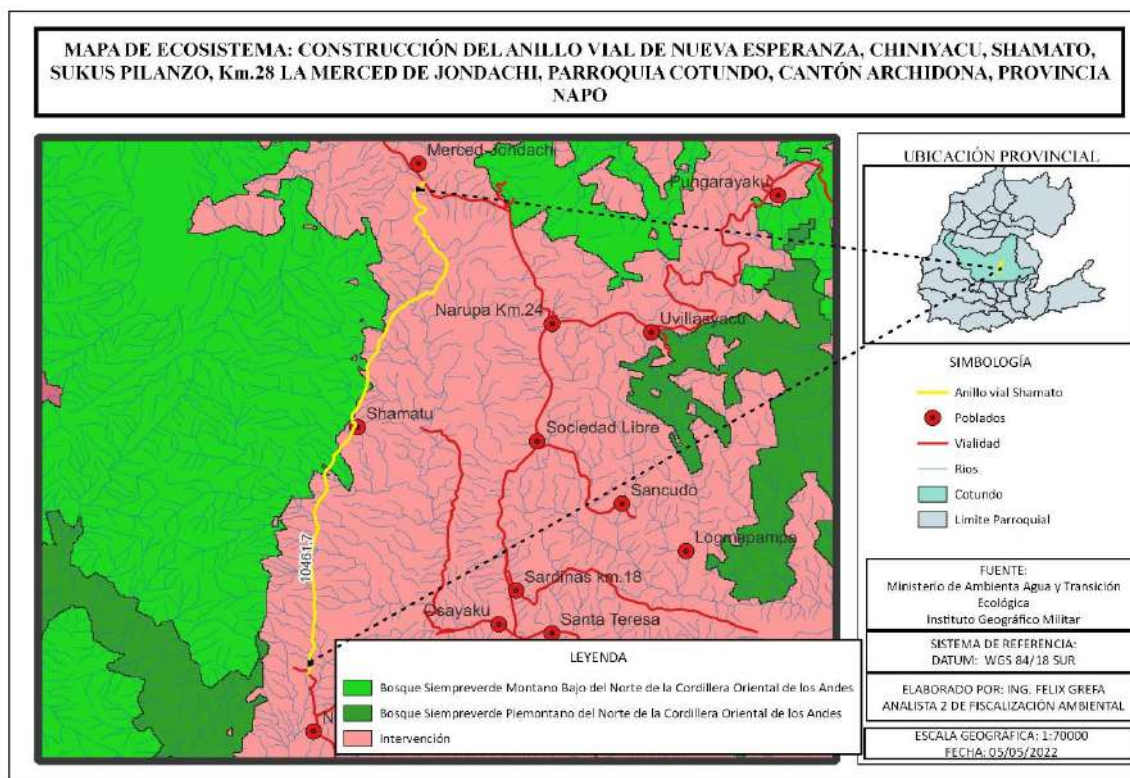 MAPA DE ECOSISTEMA: CONSTRUCCIÓN DEL ANILLO VIAL DE NUEVA ESPERANZA, CHINIYACU, SHAMATO,
SUKUS PILANZO, Km.28 LA MERCED DE JONDACHI, PARROQUIA COTUNDO, CANTÓN ARCHIDONA, PROVINCIA
NAPO
Merced-Jondachi
Pungarayaku
Narupa Km.24
Uvillasyacu
Shamatu
Sociedad Libre
Sancudo
Logmapampa
10461.7
Sardinas km.18
Osayaku
Santa Teresa
N
LEYENDA
Bosque Siempreverde Montano Bajo del Norte de la Cordillera Oriental de los Andes
Bosque Siempreverde Piemontano del Norte de la Cordillera Oriental de los Andes
Intervención
UBICACIÓN PROVINCIAL
SIMBOLOGÍA
Anillo vial Shamato
Poblados
Vialidad
Rios
Cotundo
Limite Parroquial
FUENTE:
Ministerio de Ambienta Agua y Transición
Ecológica
Instituto Geográfico Militar
SISTEMA DE REFERENCIA:
DATUM: WGS 84/18 SUR
ELABORADO POR: ING. FELIX GREFA
ANALISTA 2 DE FISCALIZACIÓN AMBIENTAL
ESCALA GEOGRÁFICA: 1:70000
FECHA: 05/05/2022